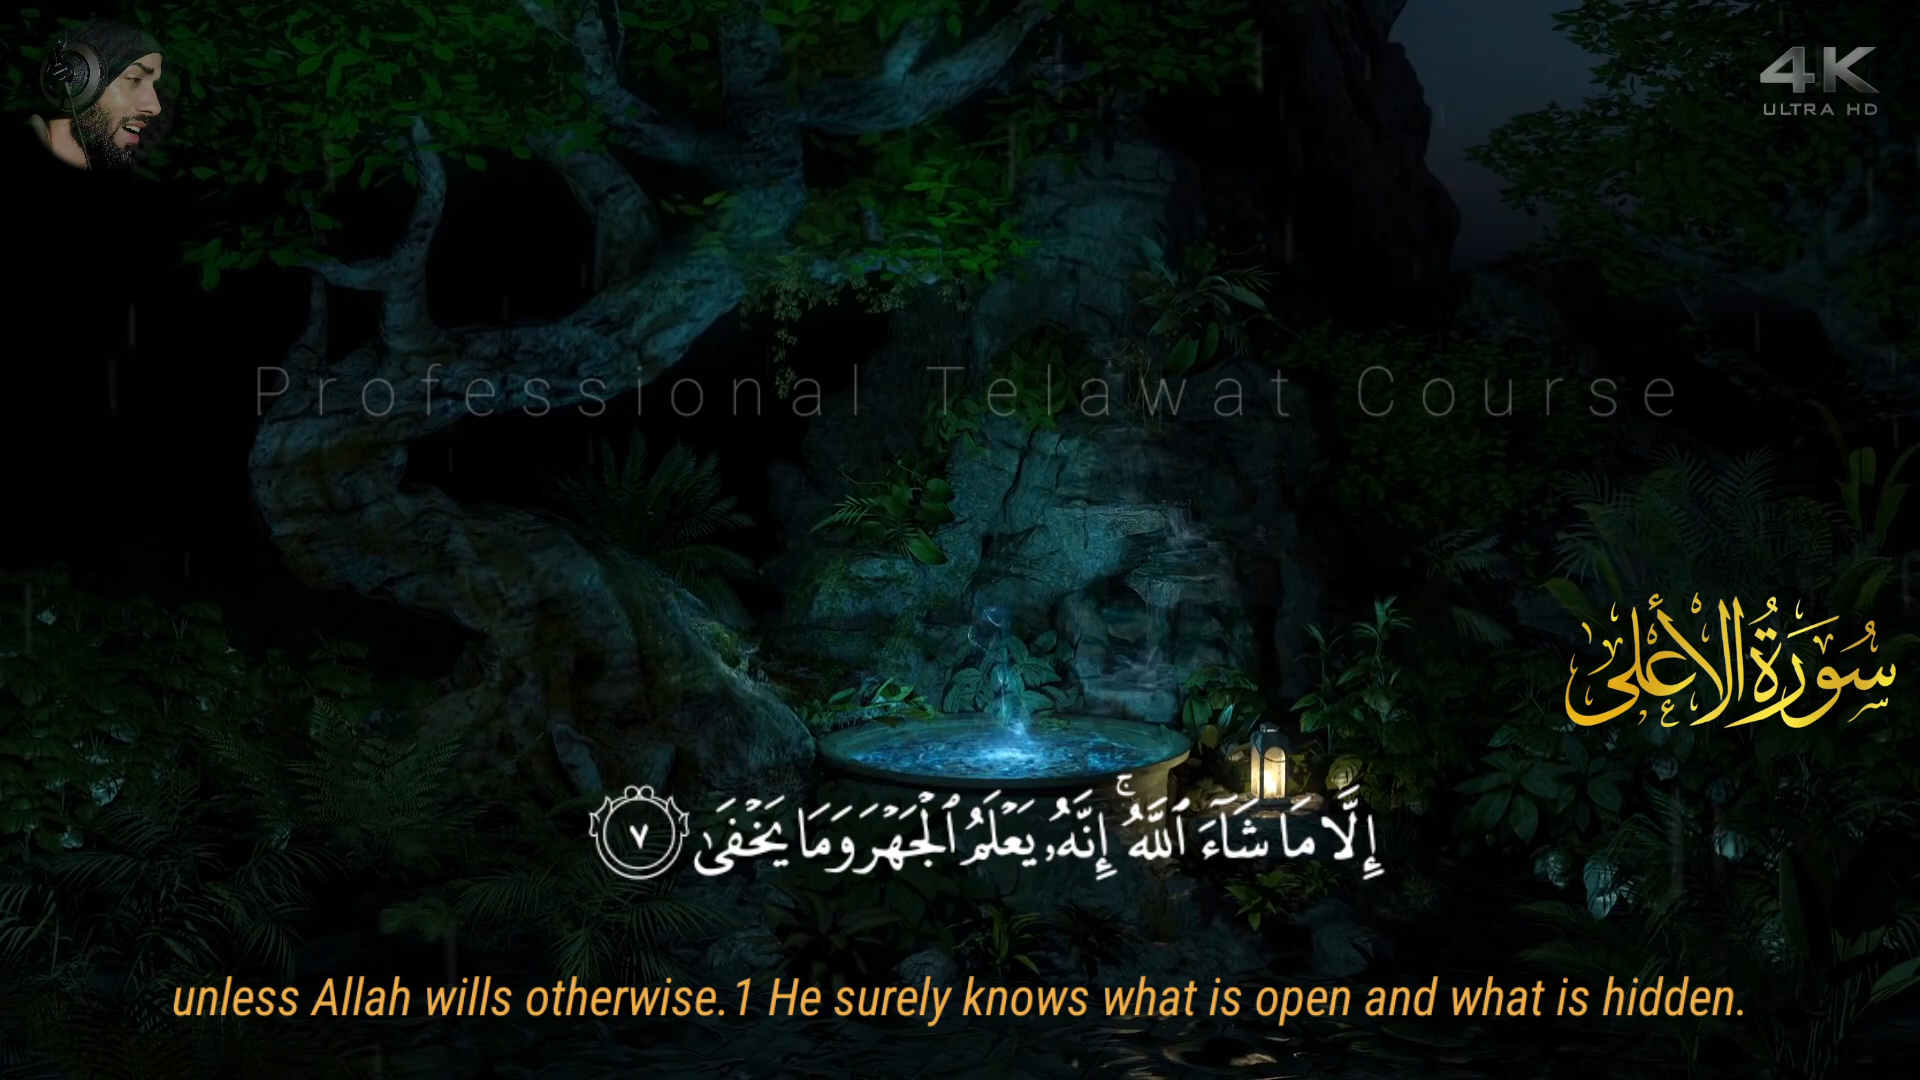 4K
ULTRA HD
Professional Telawat Course
سُورَةُ الأعلى
إِلَّا مَا شَآءَ ٱللَّهُ ۚ إِنَّهُۥ يَعْلَمُ ٱلْجَهْرَ وَمَا يَخْفَىٰ ٧
unless Allah wills otherwise.1 He surely knows what is open and what is hidden.